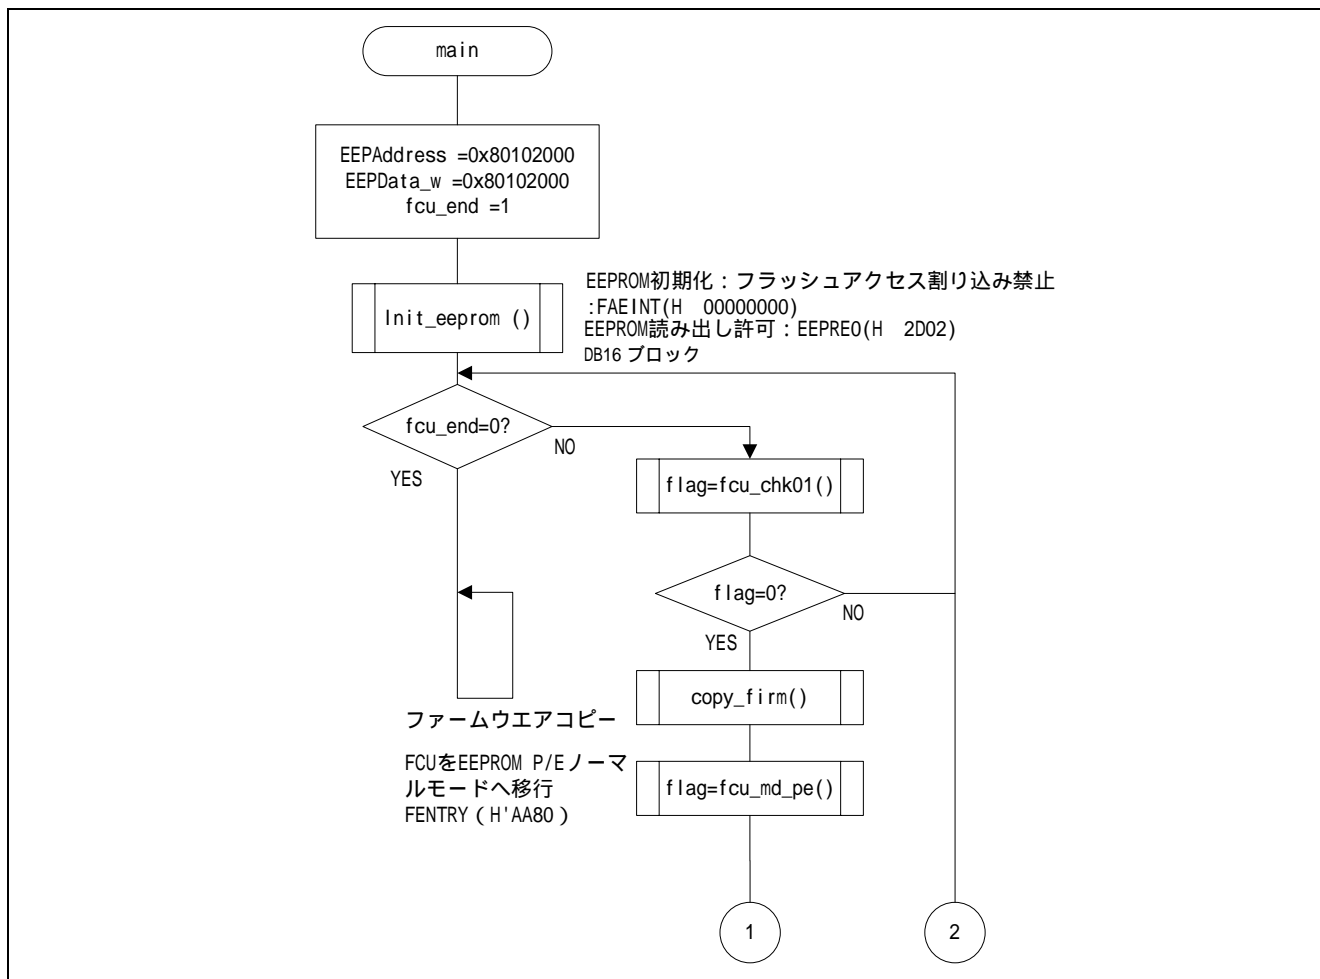 main
EEPAddress =0x80102000
EEPData_w =0x80102000
fcu_end =1
Init_eeprom ()
EEPROM初期化：フラッシュアクセス割り込み禁止
:FAEINT(H　00000000)
EEPROM読み出し許可：EEPRE0(H　2D02)
DB16 ブロック
fcu_end=0?
NO
YES
flag=fcu_chk01()
flag=0?
NO
YES
copy_firm()
ファームウエアコピー
FCUをEEPROM P/Eノーマ
ルモードへ移行
FENTRY（H'AA80）
flag=fcu_md_pe()
1
2